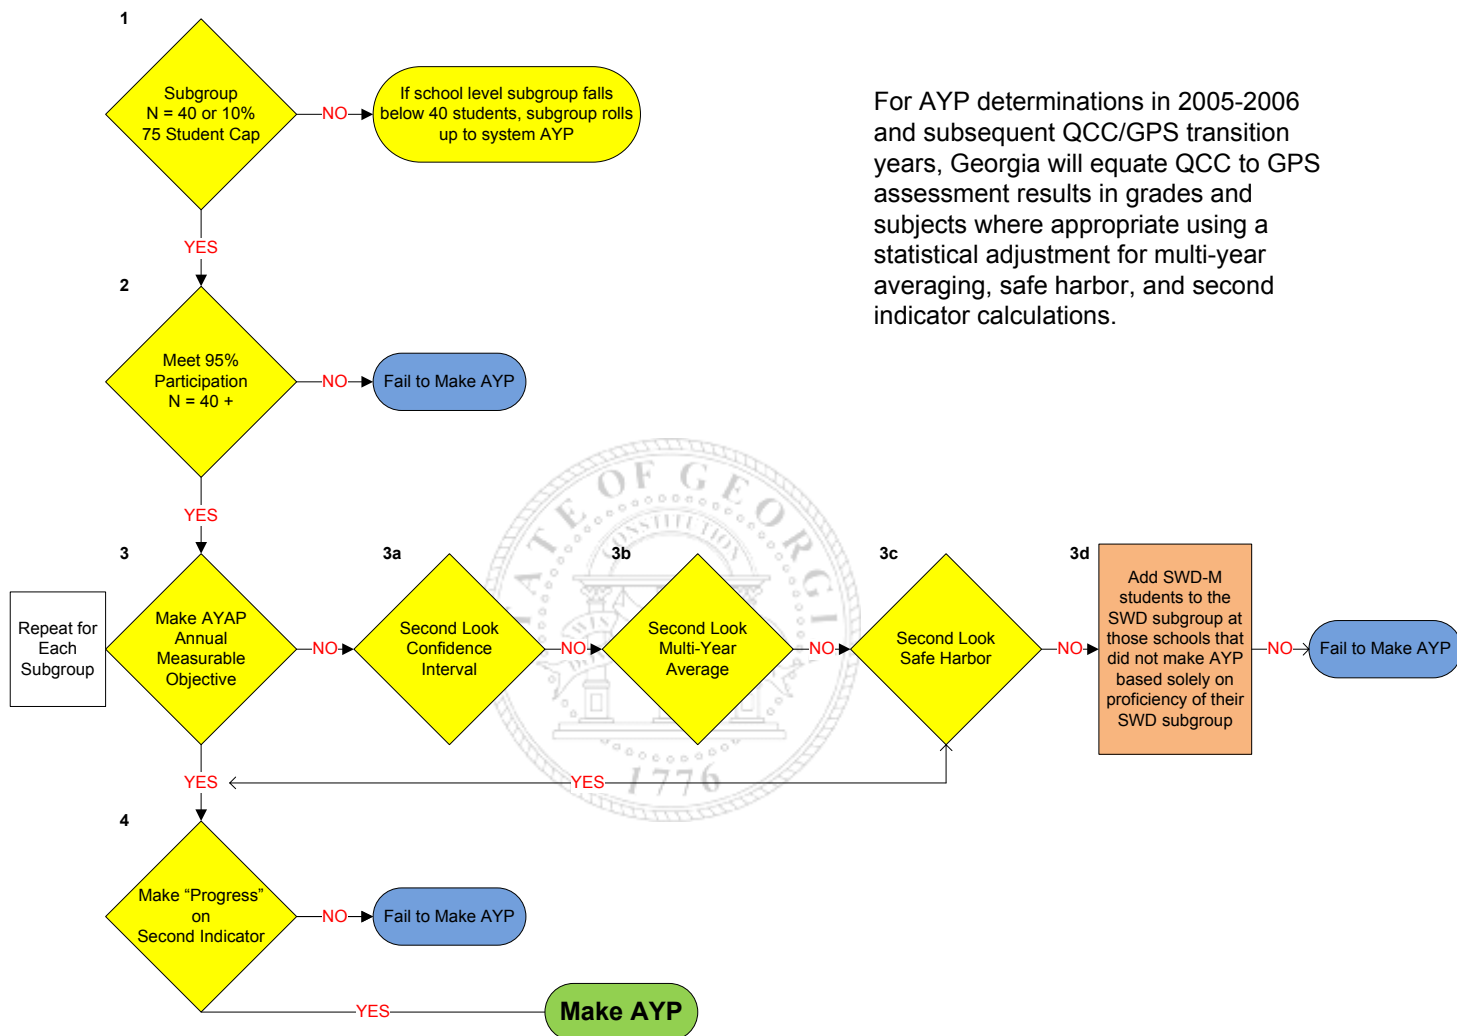 1
Subgroup
N = 40 or 10%
75 Student Cap
NO
If school level subgroup falls
below 40 students, subgroup rolls
up to system AYP
For AYP determinations in 2005-2006
and subsequent QCC/GPS transition
years, Georgia will equate QCC to GPS
assessment results in grades and
subjects where appropriate using a
statistical adjustment for multi-year
averaging, safe harbor, and second
indicator calculations.
YES
2
Meet 95%
Participation
N = 40 +
NO
Fail to Make AYP
YES
STATE OF GEORGIA
CONSTITUTION
1776
Repeat for
Each
Subgroup
3
Make AYAP
Annual
Measurable
Objective
NO
3a
Second Look
Confidence
Interval
NO
3b
Second Look
Multi-Year
Average
NO
3c
Second Look
Safe Harbor
NO
3d
Add SWD-M
students to the
SWD subgroup at
those schools that
did not make AYP
based solely on
proficiency of their
SWD subgroup
NO
Fail to Make AYP
YES
YES
4
Make “Progress”
on
Second Indicator
NO
Fail to Make AYP
YES
Make AYP